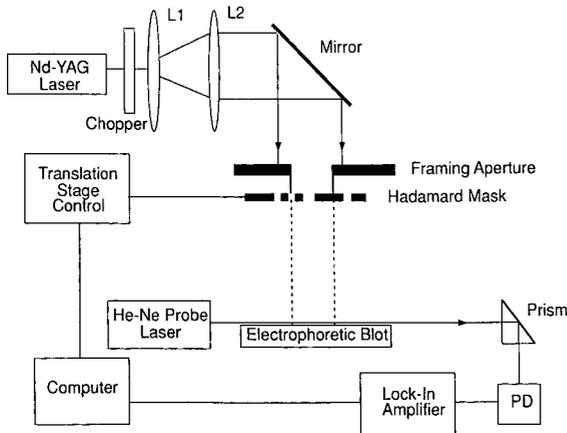 L1
L2
Mirror
Nd-YAG
Laser
Chopper
Framing Aperture
Translation
Stage
Control
Hadamard Mask
He-Ne Probe
Laser
Prism
Electrophoretic Blot
Computer
Lock-In
Amplifier
PD